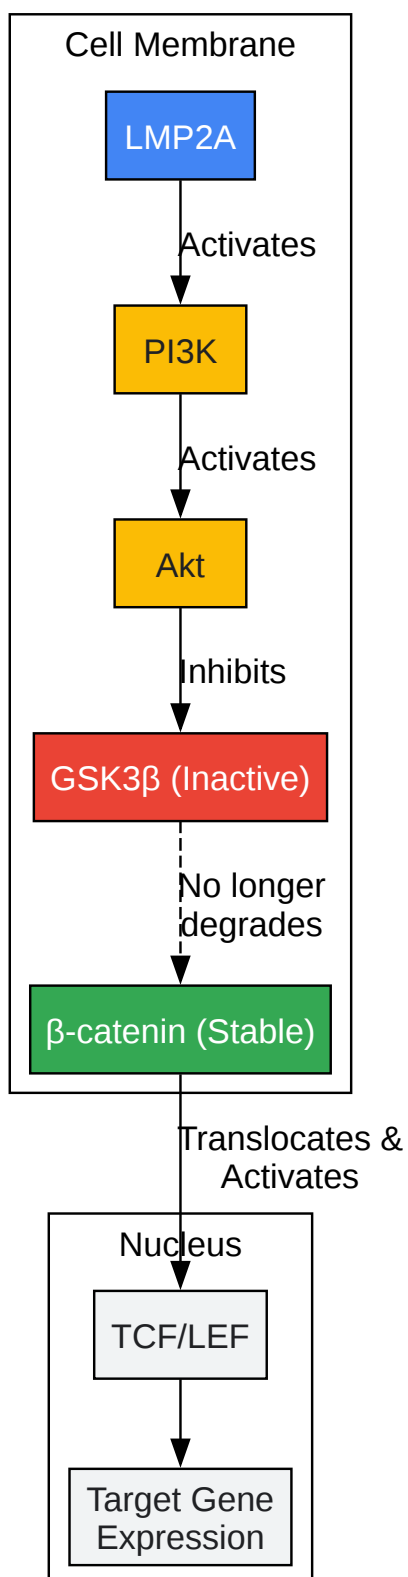 Cell Membrane
LMP2A
Activates
PI3K
Activates
Akt
Inhibits
GSK3β (Inactive)
No longer
degrades
β-catenin (Stable)
Translocates &
Activates
Nucleus
TCF/LEF
Target Gene
Expression